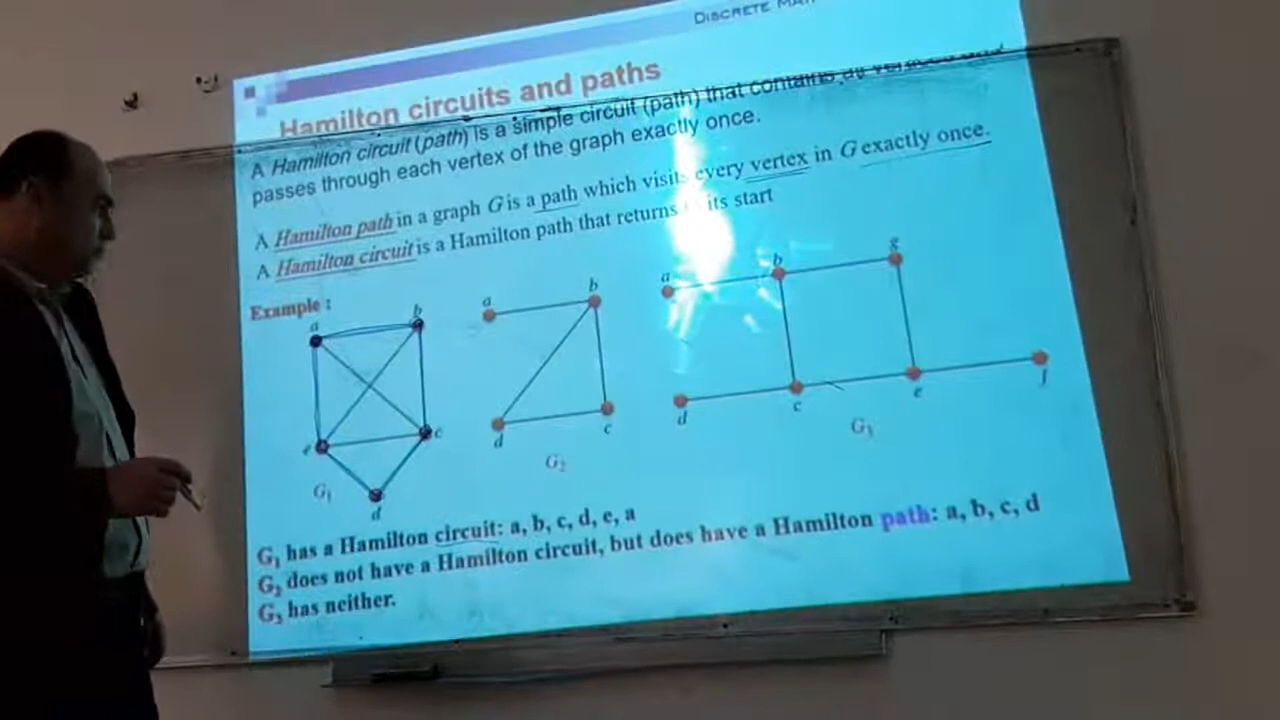 DISCRETE
Hamilton circuits and paths
A Hamilton circuit (path) is a simple circuit (path) that contains all vertices and
passes through each vertex of the graph exactly once.
A Hamilton path in a graph G is a path which visits every vertex in G exactly once.
A Hamilton circuit is a Hamilton path that returns its start
Example :
a b
e c
d
G₁
a b
d c
G₂
a b g
d c e f
G₃
G₁ has a Hamilton circuit: a, b, c, d, e, a
G₂ does not have a Hamilton circuit, but does have a Hamilton path: a, b, c, d
G₃ has neither.